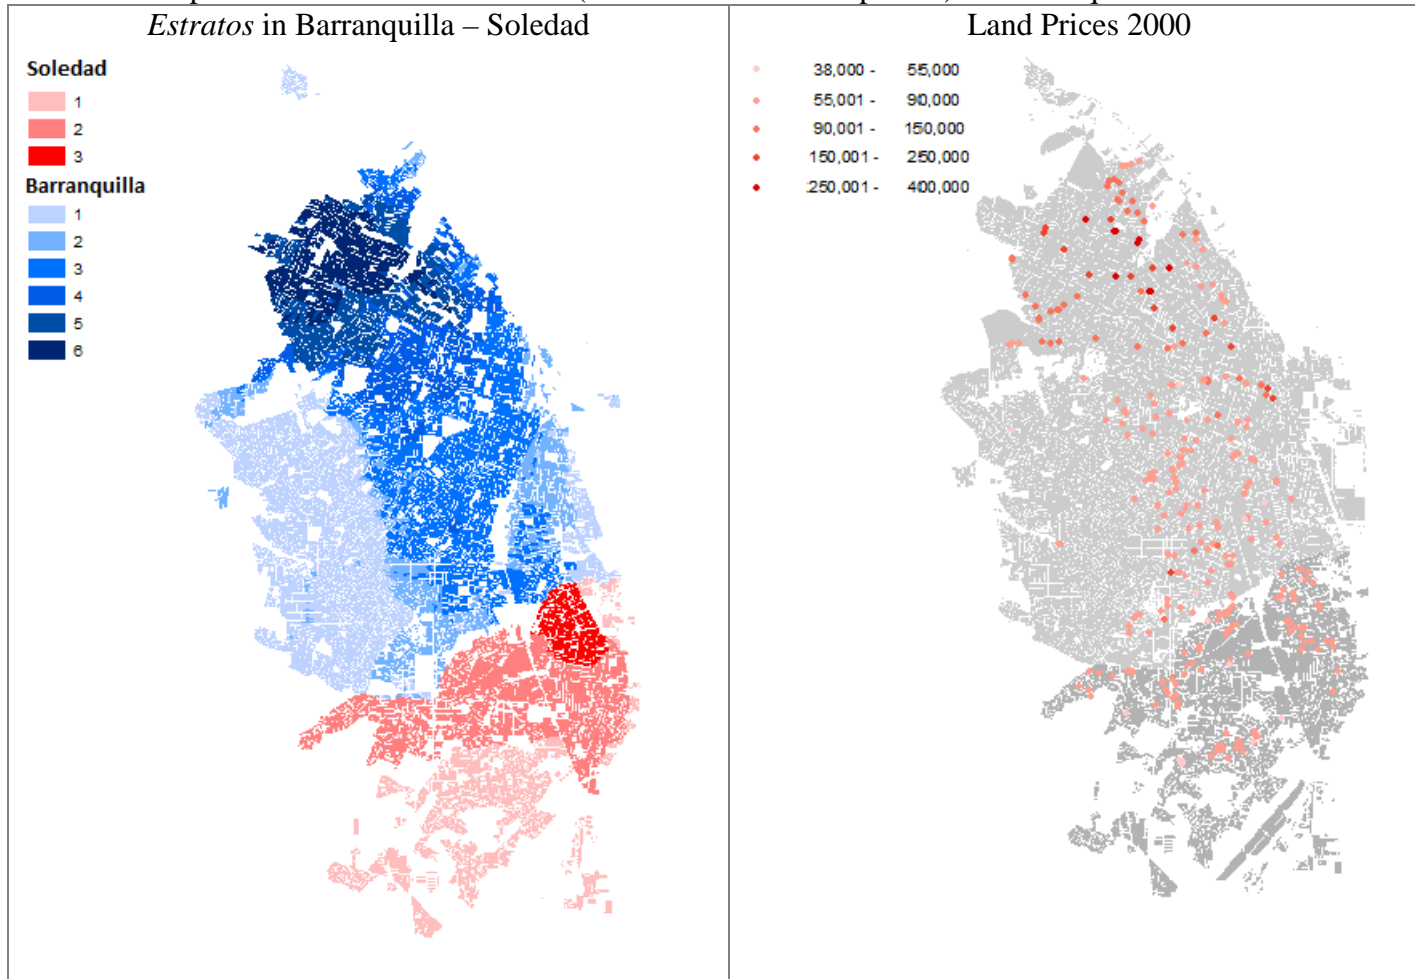 Estratos in Barranquilla – Soledad
Soledad
1
2
3
Barranquilla
1
2
3
4
5
6
Land Prices 2000
38,000 - 55,000
55,001 - 90,000
90,001 - 150,000
150,001 - 250,000
250,001 - 400,000